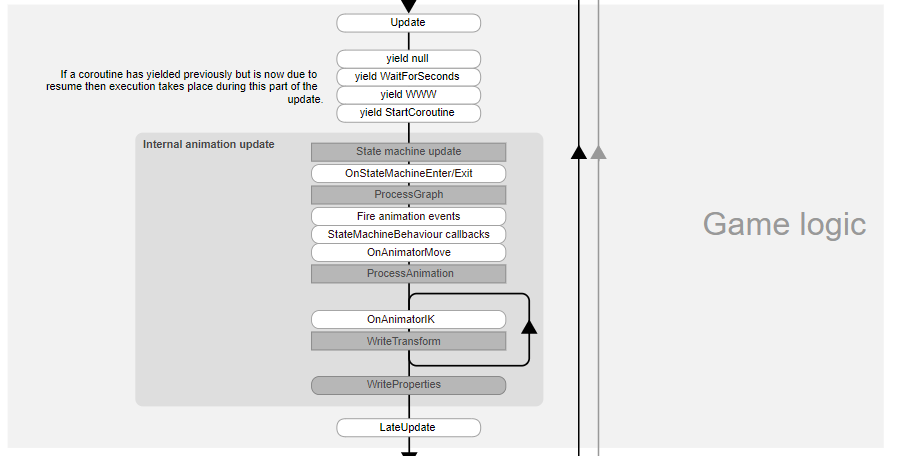 Update
yield null
If a coroutine has yielded previously but is now due to
resume then execution takes place during this part of the
update.
yield WaitForSeconds
yield WWW
yield StartCoroutine
Internal animation update
State machine update
OnStateMachineEnter/Exit
ProcessGraph
Fire animation events
StateMachineBehaviour callbacks
OnAnimatorMove
ProcessAnimation
Game logic
OnAnimatorIK
WriteTransform
WriteProperties
LateUpdate